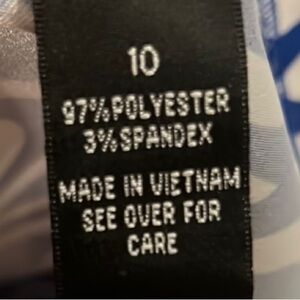 10
97%POLYESTER
3%SPANDEX
MADE IN VIETNAM
SEE OVER FOR
CARE